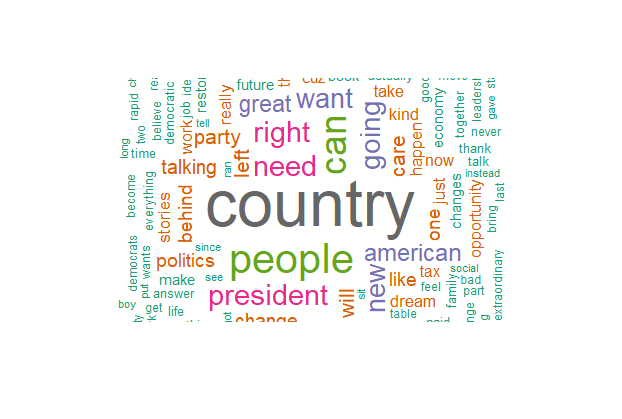 future
book
actually
move
great
want
take
kind
good
economy
together
leadership
never
gave
rapid
two
believe
democratic
job
work
restore
tell
really
party
right
can
going
care
happen
long
time
talking
ran
left
need
now
thank
talk
instead
become
everything
stories
behind
country
one
just
changes
opportunity
bring
last
democrats
wants
put
politics
since
see
people
american
tax
social
bad
part
extraordinary
make
answer
boy
get
life
president
will
sit
new
like
feel
family
dream
table
change
paid